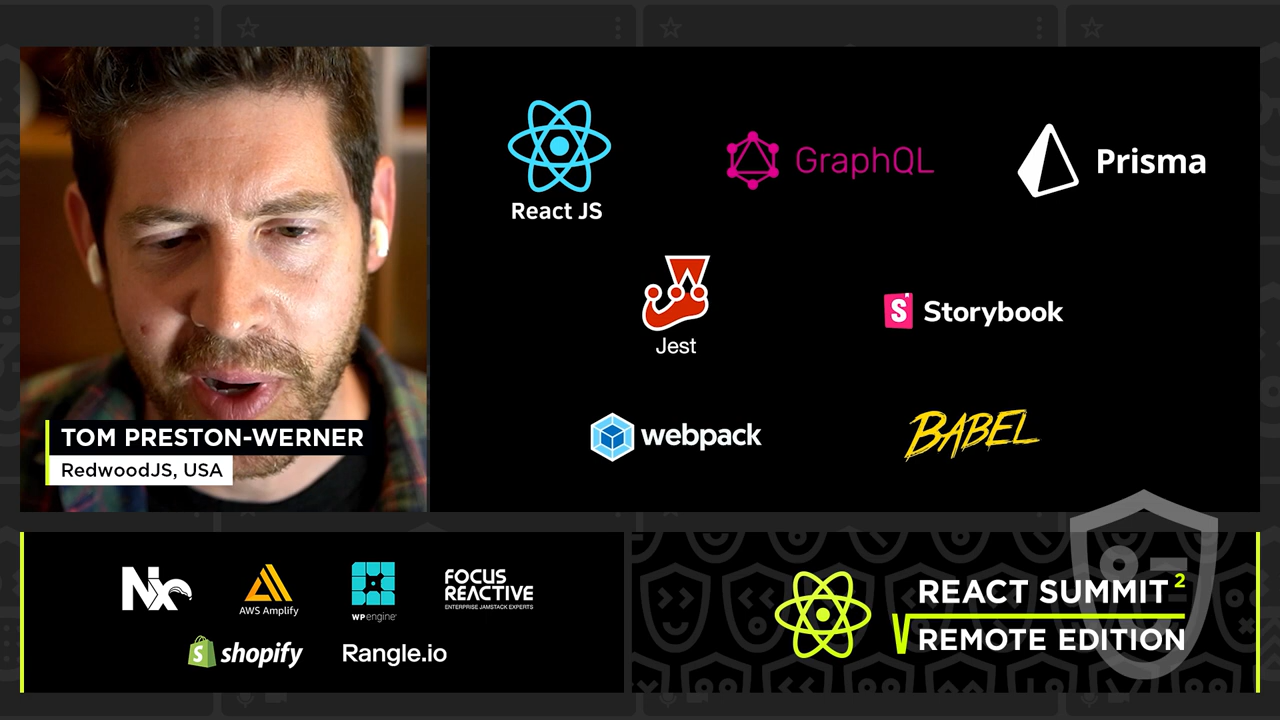 React JS
GraphQL
Prisma
Jest
S Storybook
webpack
BABEL
TOM PRESTON-WERNER
RedwoodJS, USA
Nx
AWS Amplify
WP engine
FOCUS
REACTIVE
ENTERPRISE JAMSTACK EXPERTS
S shopify
Rangle.io
REACT SUMMIT 2
√REMOTE EDITION